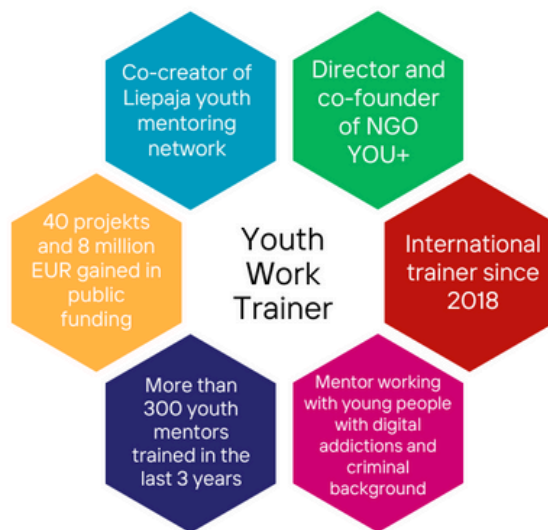 Co-creator of
Liepaja youth
mentoring
network
Director and
co-founder
of NGO
YOU+
40 projekts
and 8 million
EUR gained in
public
funding
Youth
Work
Trainer
International
trainer since
2018
More than
300 youth
mentors
trained in the
last 3 years
Mentor working
with young people
with digital
addictions and
criminal
background